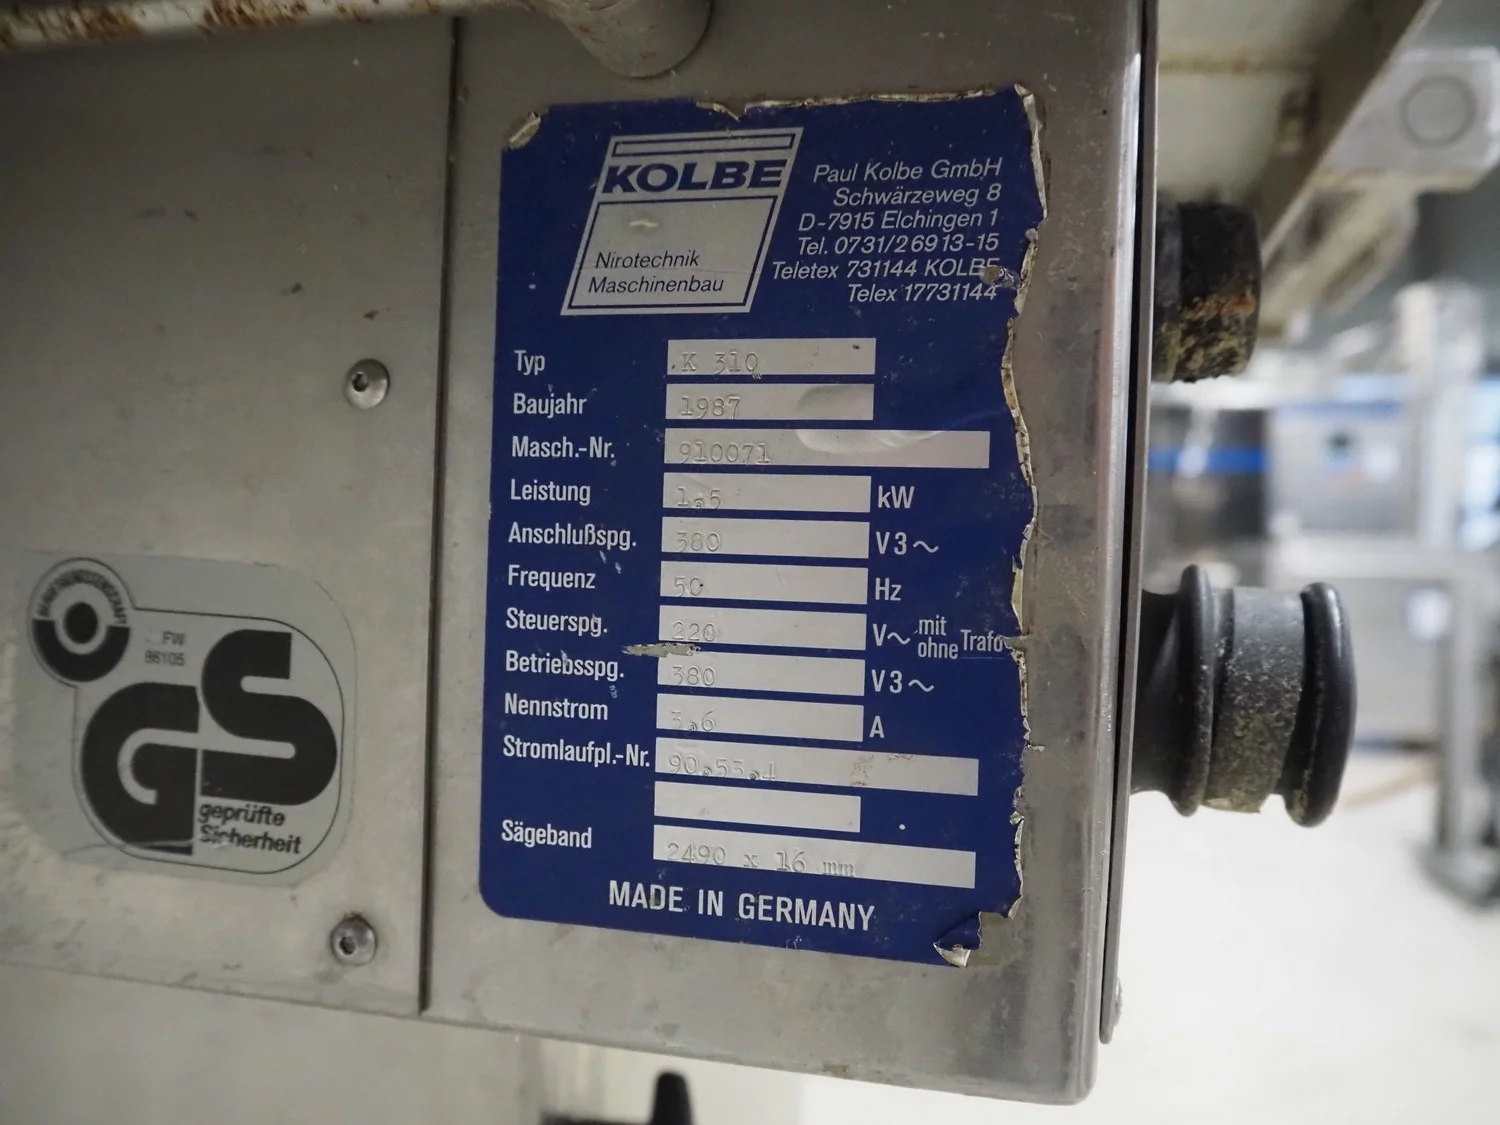 KOLBE
Nirotechnik
Maschinenbau
Paul Kolbe GmbH
Schwärzeweg 8
D-7915 Elchingen 1
Tel. 0731/26913-15
Teletex 731144 KOLBE
Telex 17731144
Typ K 310
Baujahr 1987
Masch.-Nr. 910071
Leistung 1,5 kW
Anschlußspg. 380 V3~
Frequenz 50 Hz
Steuerspg. 220 V~ mit ohne Trafo
Betriebsspg. 380 V3~
Nennstrom 3,6 A
Stromlaufpl.-Nr. 90.53.4
Sägeband 2490 x 16 mm
MADE IN GERMANY
FW
86105
GS
geprüfte
Sicherheit